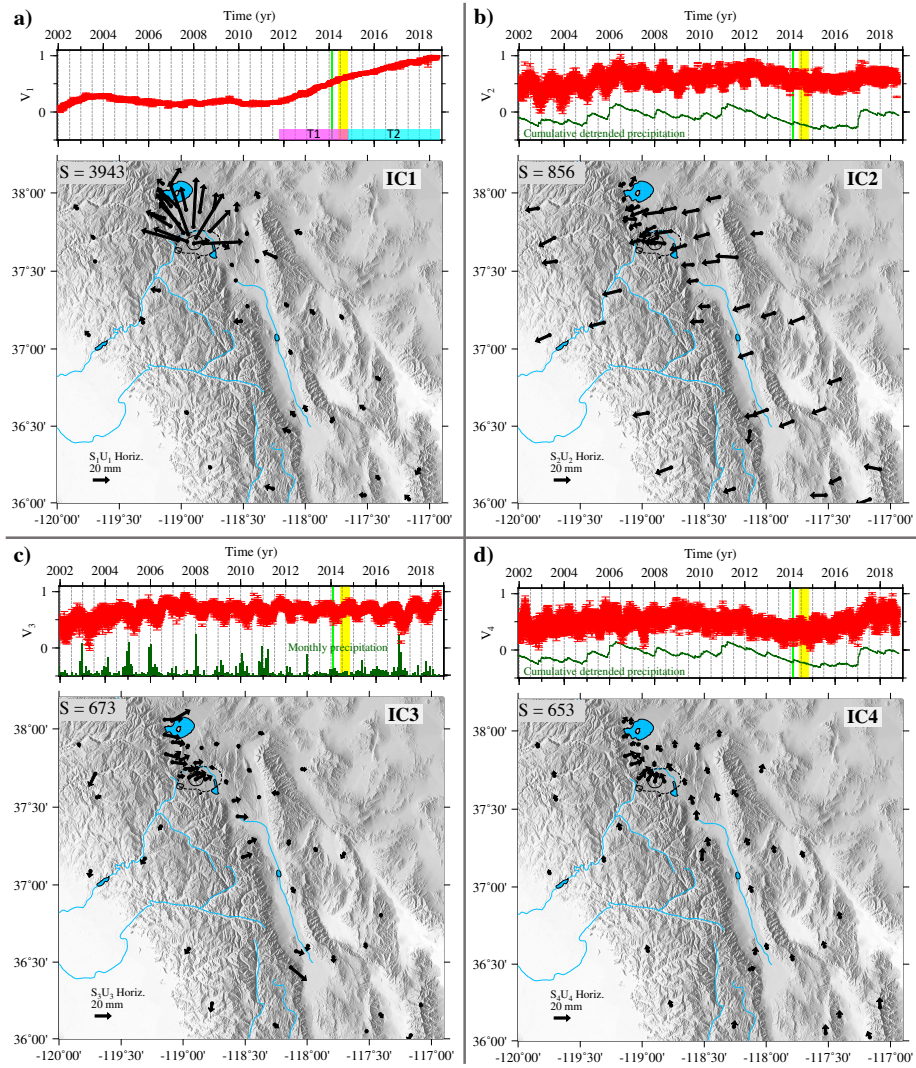 a)
Time (yr)
2002 2004 2006 2008 2010 2012 2014 2016 2018
1
0
V1
T1 T2
S = 3943
IC1
38°00'
37°30'
37°00'
36°30'
36°00'
S1U1 Horiz.
20 mm
-120°00' -119°30' -119°00' -118°30' -118°00' -117°30' -117°00'
b)
Time (yr)
2002 2004 2006 2008 2010 2012 2014 2016 2018
1
0
V2
Cumulative detrended precipitation
S = 856
IC2
38°00'
37°30'
37°00'
36°30'
36°00'
S2U2 Horiz.
20 mm
-120°00' -119°30' -119°00' -118°30' -118°00' -117°30' -117°00'
c)
Time (yr)
2002 2004 2006 2008 2010 2012 2014 2016 2018
1
0
V3
Monthly precipitation
S = 673
IC3
38°00'
37°30'
37°00'
36°30'
36°00'
S3U3 Horiz.
20 mm
-120°00' -119°30' -119°00' -118°30' -118°00' -117°30' -117°00'
d)
Time (yr)
2002 2004 2006 2008 2010 2012 2014 2016 2018
1
0
V4
Cumulative detrended precipitation
S = 653
IC4
38°00'
37°30'
37°00'
36°30'
36°00'
S4U4 Horiz.
20 mm
-120°00' -119°30' -119°00' -118°30' -118°00' -117°30' -117°00'